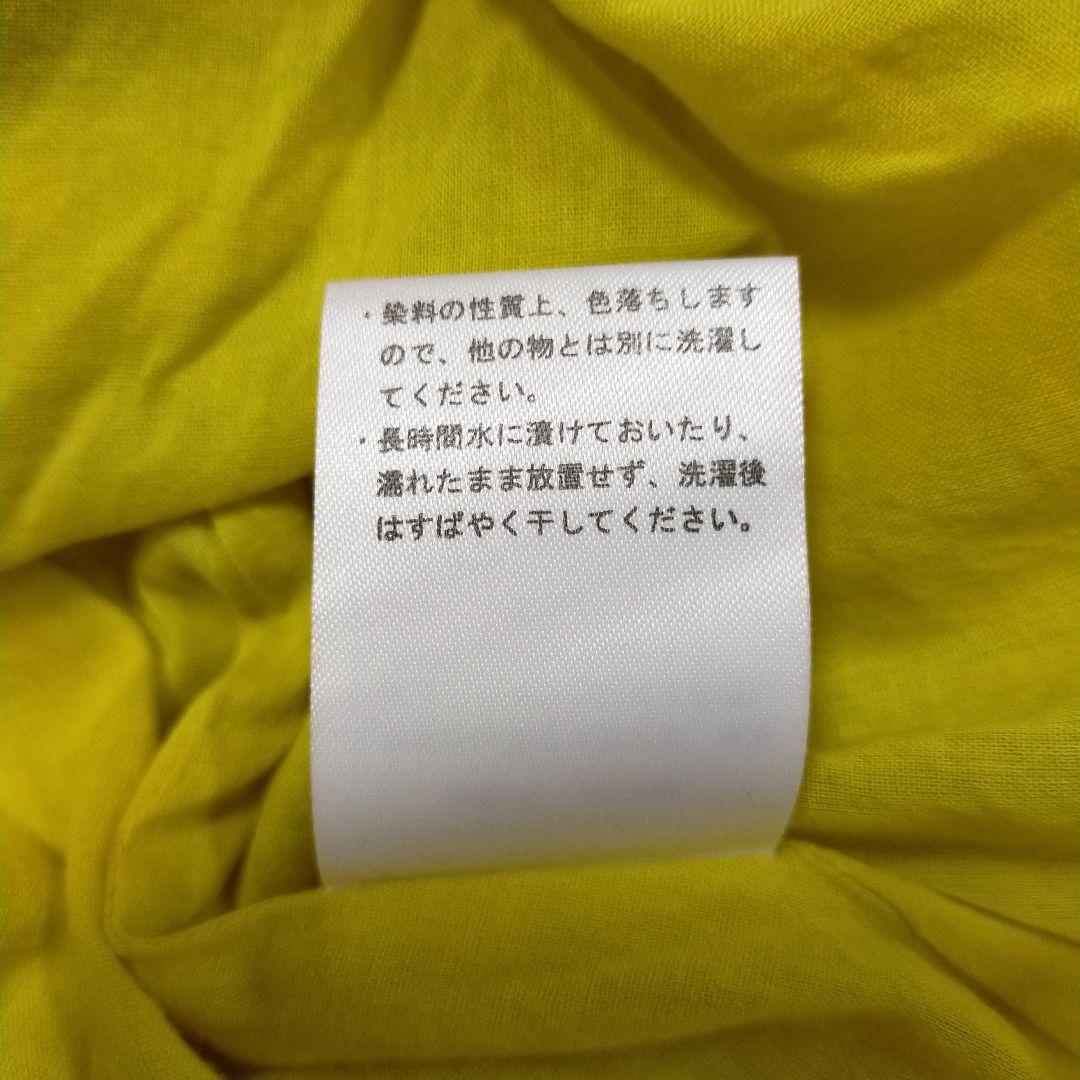 ・染料の性質上、色落ちします
ので、他の物とは別に洗濯し
てください。
・長時間水に漬けておいたり、
濡れたまま放置せず、洗濯後
はすばやく干してください。